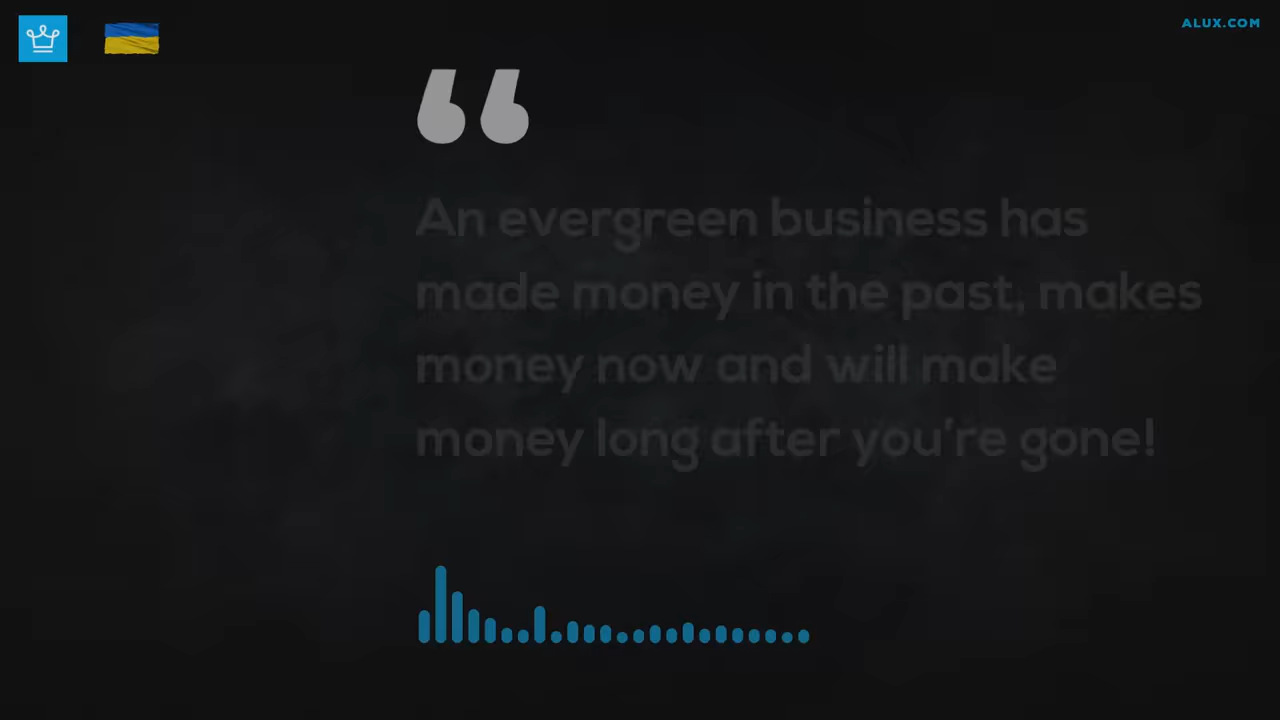 ALUX.COM
“
An evergreen business has
made money in the past, makes
money now and will make
money long after you're gone!